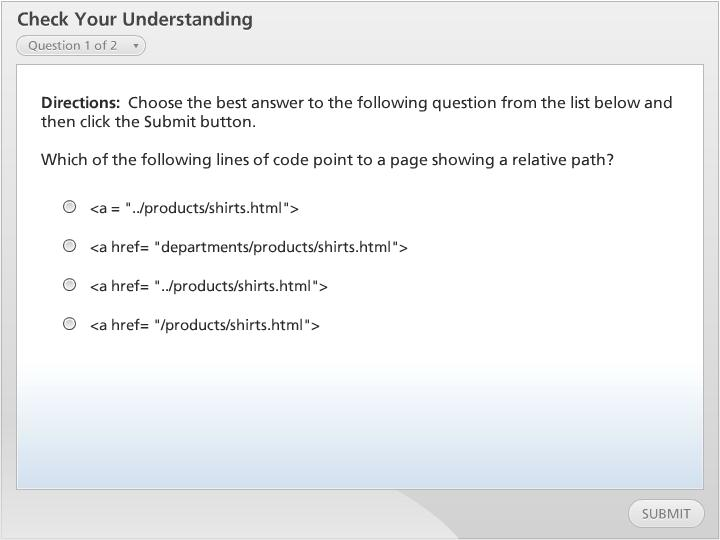 Check Your Understanding
Question 1 of 2
Directions: Choose the best answer to the following question from the list below and
then click the Submit button.
Which of the following lines of code point to a page showing a relative path?
<a = "../products/shirts.html">
<a href= "departments/products/shirts.html">
<a href= "../products/shirts.html">
<a href= "/products/shirts.html">
SUBMIT